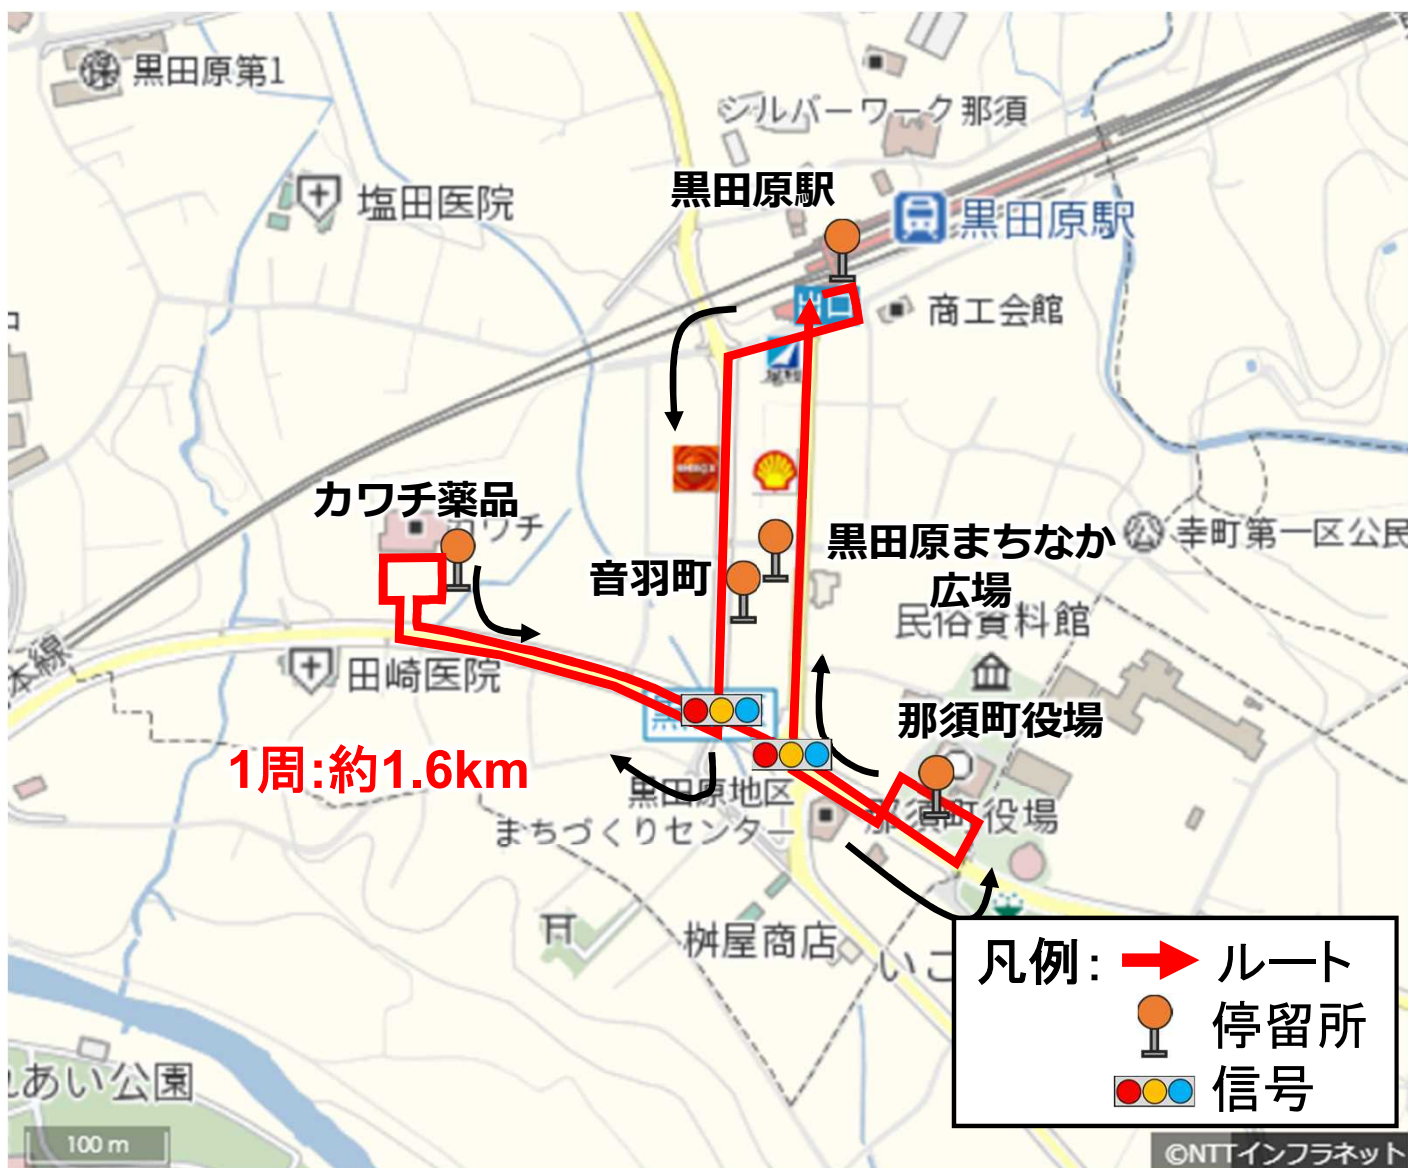 黒田原第1
シルバーワーク那須
塩田医院
黒田原駅
黒田原駅
商工会館
カワチ薬品
カワチ
音羽町
黒田原まちなか
広場
幸町第一区公民
民俗資料館
本線
田崎医院
那須町役場
1周:約1.6km
黒田原地区
まちづくりセンター
那須町役場
桝屋商店
いこ
凡例:
ルート
停留所
信号
れあい公園
100 m
©NTTインフラネット